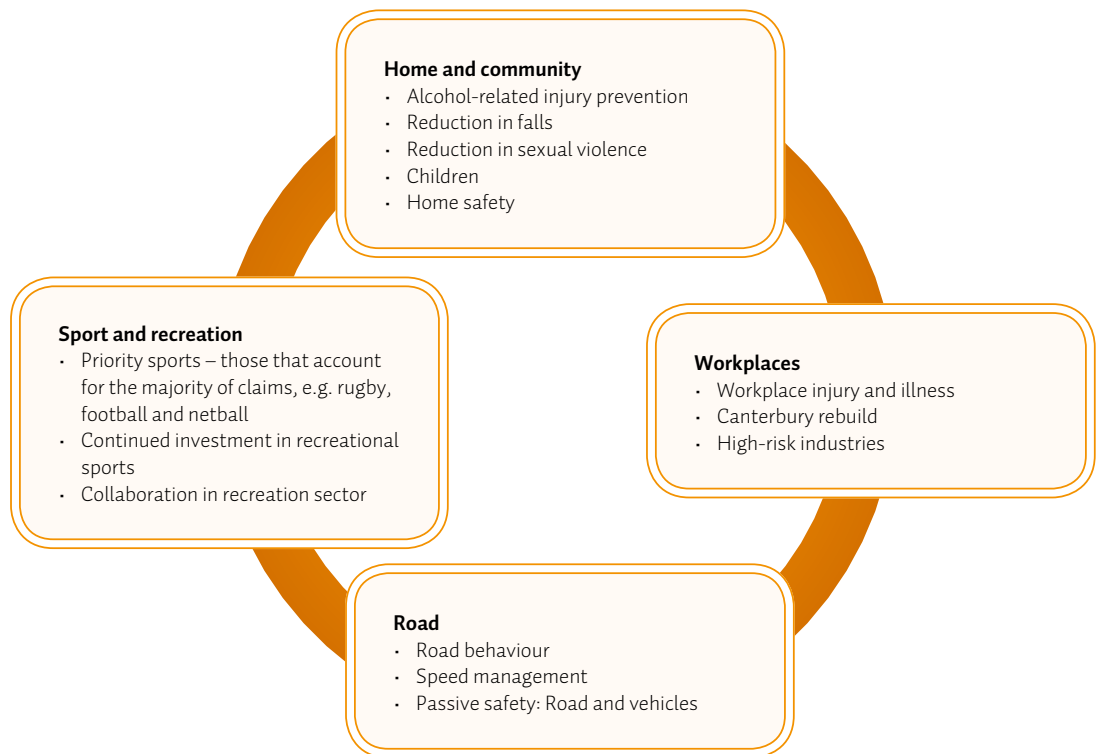 Home and community
• Alcohol-related injury prevention
• Reduction in falls
• Reduction in sexual violence
• Children
• Home safety
Sport and recreation
• Priority sports – those that account
for the majority of claims, e.g. rugby,
football and netball
• Continued investment in recreational
sports
• Collaboration in recreation sector
Workplaces
• Workplace injury and illness
• Canterbury rebuild
• High-risk industries
Road
• Road behaviour
• Speed management
• Passive safety: Road and vehicles